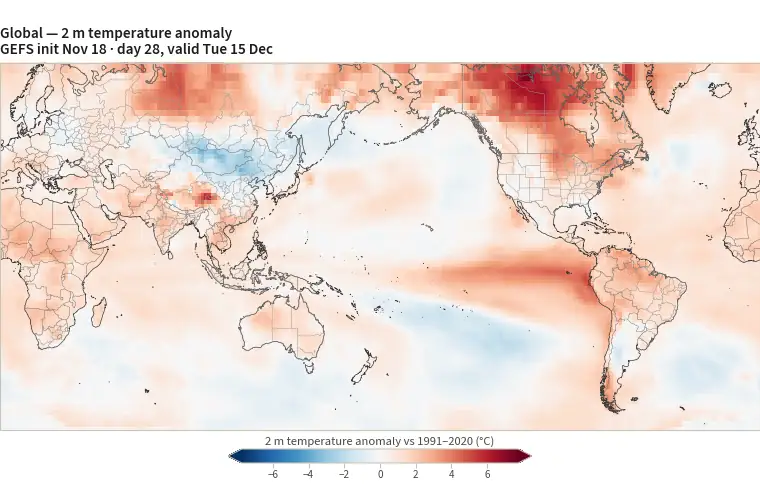 Global — 2 m temperature anomaly
GEFS init Nov 18 · day 28, valid Tue 15 Dec
2 m temperature anomaly vs 1991–2020 (°C)
−6 −4 −2 0 2 4 6